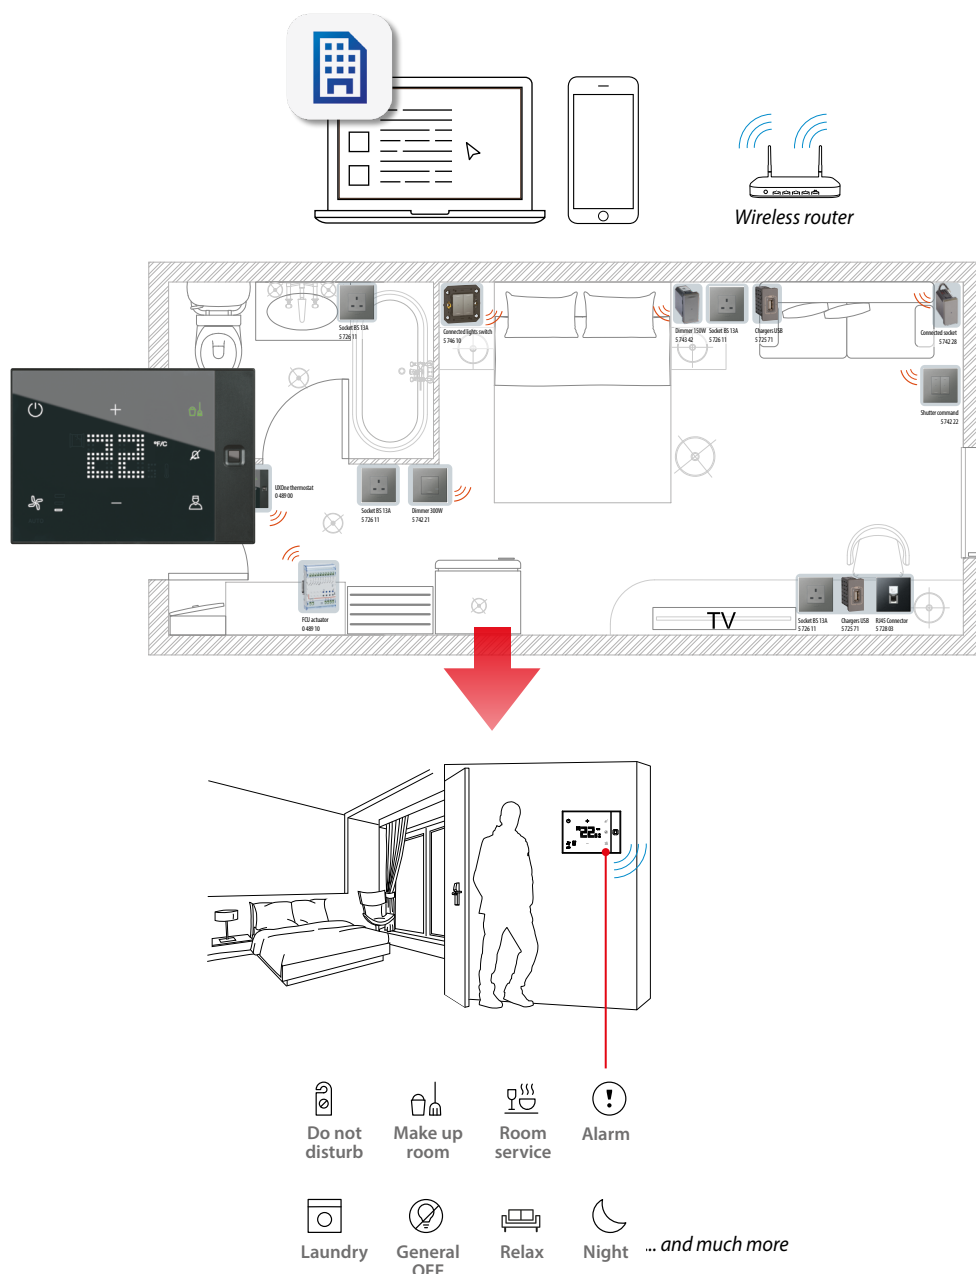 Wireless router
Socket BS 13A
5 726 11
Connected lights switch
5 746 10
Dimmer 150W
5 743 42
Socket BS 13A
5 726 11
Chargers USB
5 725 71
Connected socket
5 742 28
Shutter command
5 742 22
22
°F/C
UXOne thermostat
0 489 00
Socket BS 13A
5 726 11
Dimmer 300W
5 742 21
FCU actuator
0 489 10
TV
Socket BS 13A
5 726 11
Chargers USB
5 725 71
RJ45 Connector
5 728 03
22
Do not
disturb
Make up
room
Room
service
Alarm
Laundry
General
OFF
Relax
Night
... and much more